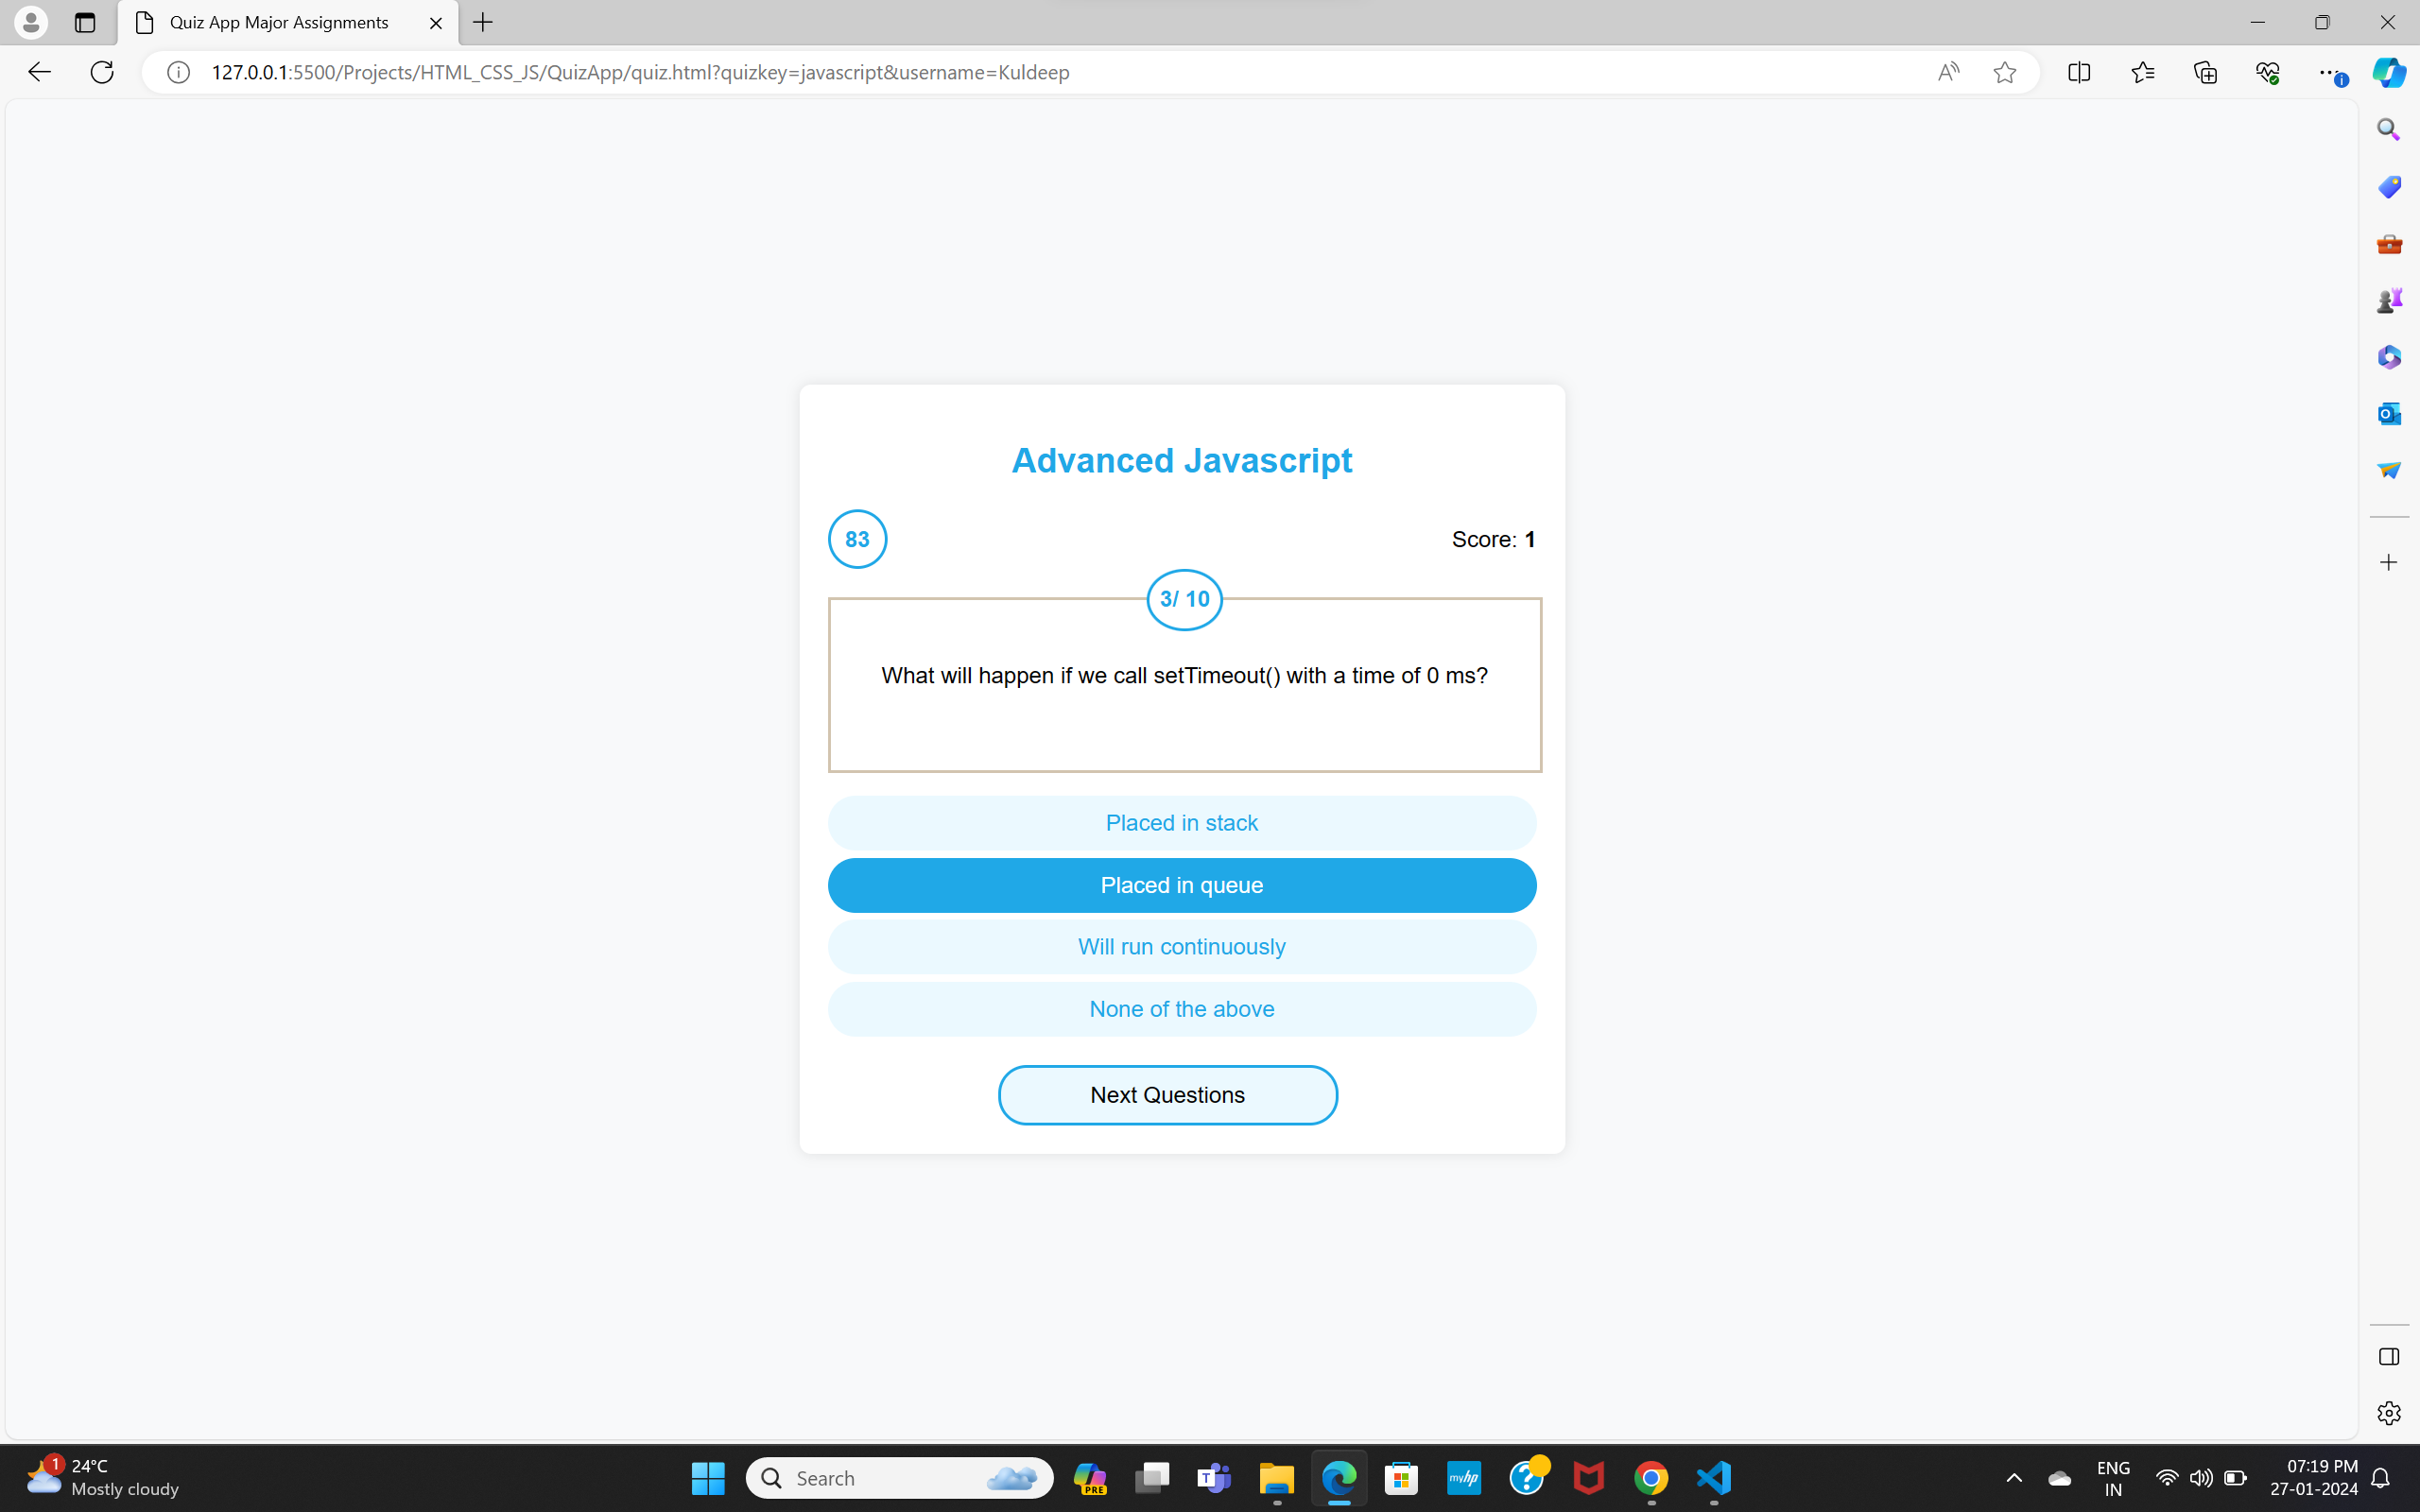 Quiz App Major Assignments
127.0.0.1:5500/Projects/HTML_CSS_JS/QuizApp/quiz.html?quizkey=javascript&username=Kuldeep
Advanced Javascript
83
Score: 1
3/ 10
What will happen if we call setTimeout() with a time of 0 ms?
Placed in stack
Placed in queue
Will run continuously
None of the above
Next Questions
1
24°C
Mostly cloudy
Search
PRE
T
myhp
ENG
IN
07:19 PM
27-01-2024